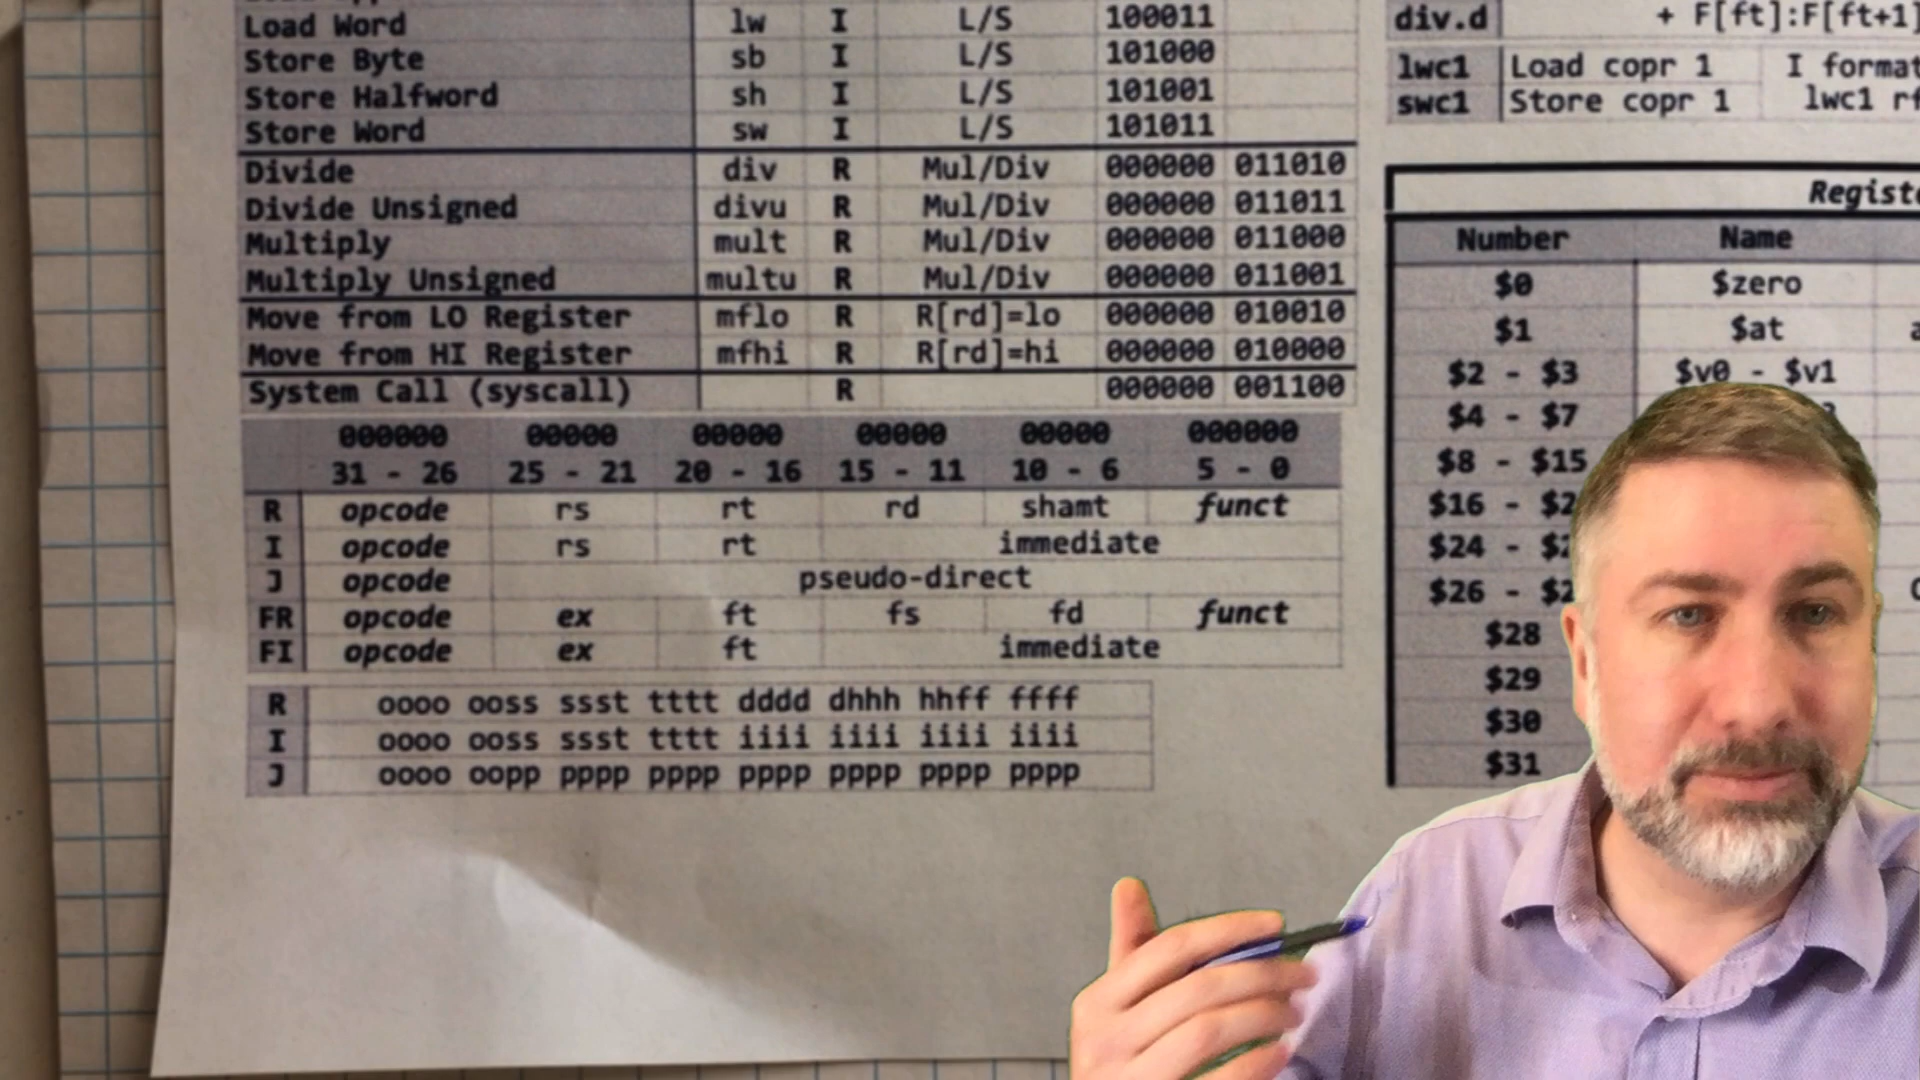 Load Word lw I L/S 100011
Store Byte sb I L/S 101000
Store Halfword sh I L/S 101001
Store Word sw I L/S 101011
Divide div R Mul/Div 000000 011010
Divide Unsigned divu R Mul/Div 000000 011011
Multiply mult R Mul/Div 000000 011000
Multiply Unsigned multu R Mul/Div 000000 011001
Move from LO Register mflo R R[rd]=lo 000000 010010
Move from HI Register mfhi R R[rd]=hi 000000 010000
System Call (syscall) R 000000 001100
000000 00000 00000 00000 00000 000000
31 - 26 25 - 21 20 - 16 15 - 11 10 - 6 5 - 0
R opcode rs rt rd shamt funct
I opcode rs rt immediate
J opcode pseudo-direct
FR opcode ex ft fs fd funct
FI opcode ex ft immediate
R oooo ooss ssst tttt dddd dhhh hhff ffff
I oooo ooss ssst tttt iiii iiii iiii iiii
J oooo oopp pppp pppp pppp pppp pppp pppp
div.d + F[ft]:F[ft+1]
lwc1 Load copr 1 I format
swc1 Store copr 1 lwc1
Number Name
$0 $zero
$1 $at
$2 - $3 $v0 - $v1
$4 - $7
$8 - $15
$16 -
$24 -
$26 -
$28
$29
$30
$31